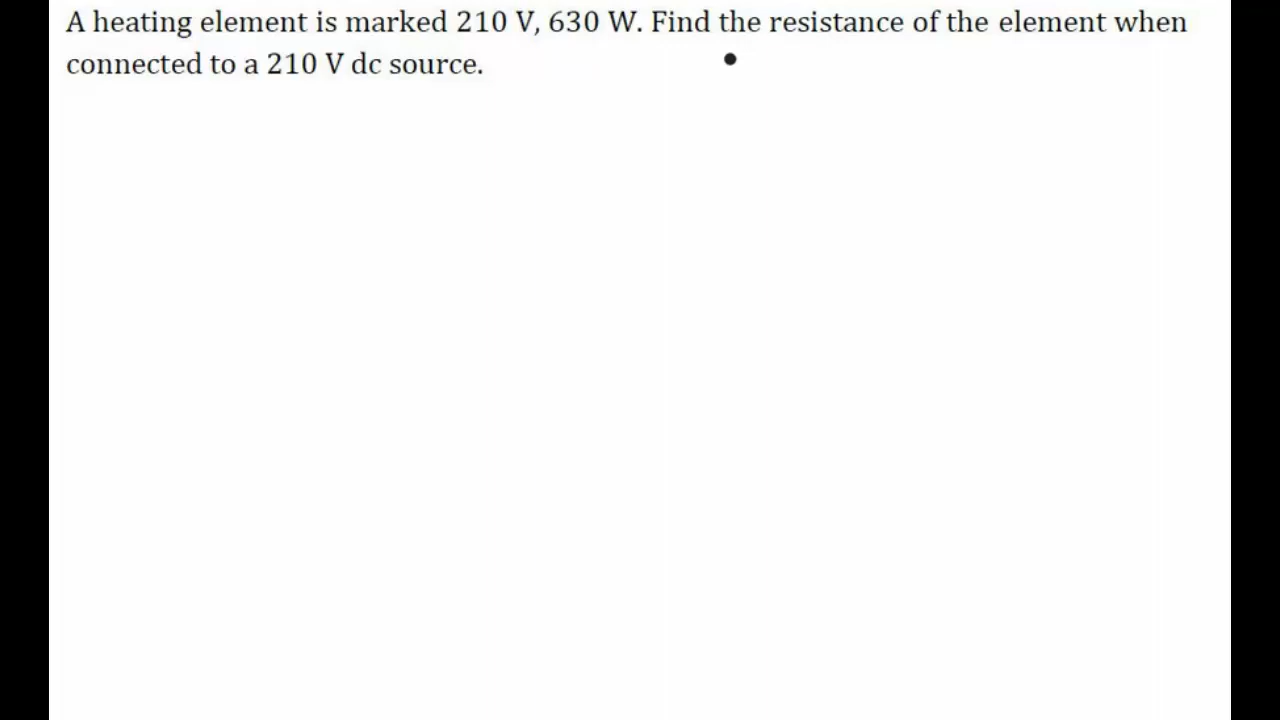 A heating element is marked 210 V, 630 W. Find the resistance of the element when
connected to a 210 V dc source.